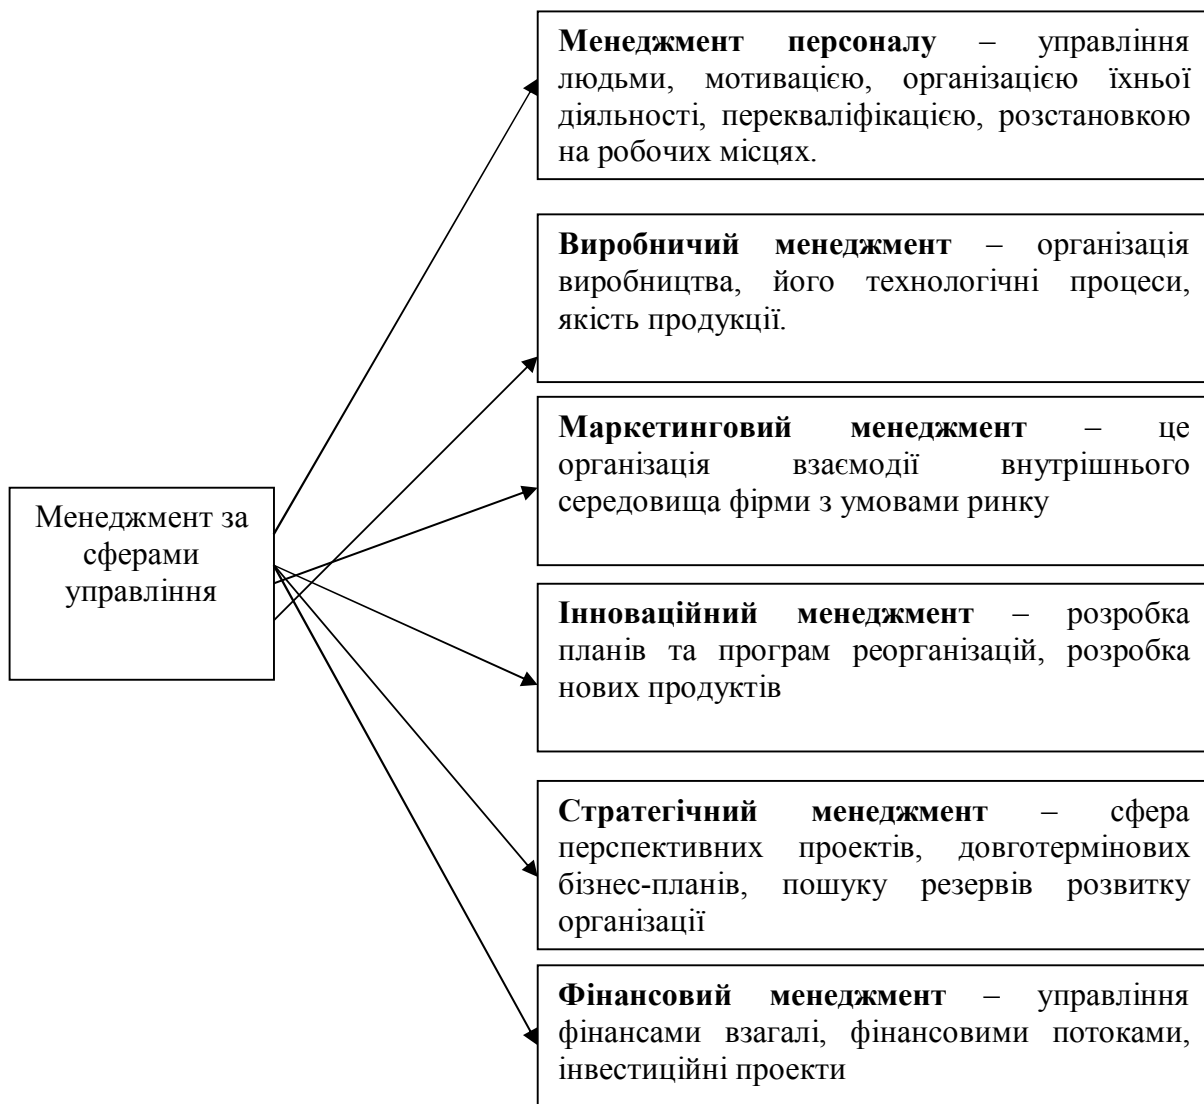 Менеджмент персоналу – управління
людьми, мотивацією, організацією їхньої
діяльності, перекваліфікацією, розстановкою
на робочих місцях.
Виробничий менеджмент – організація
виробництва, його технологічні процеси,
якість продукції.
Маркетинговий менеджмент – це
організація взаємодії внутрішнього
середовища фірми з умовами ринку
Менеджмент за
сферами
управління
Інноваційний менеджмент – розробка
планів та програм реорганізацій, розробка
нових продуктів
Стратегічний менеджмент – сфера
перспективних проектів, довготермінових
бізнес-планів, пошуку резервів розвитку
організації
Фінансовий менеджмент – управління
фінансами взагалі, фінансовими потоками,
інвестиційні проекти